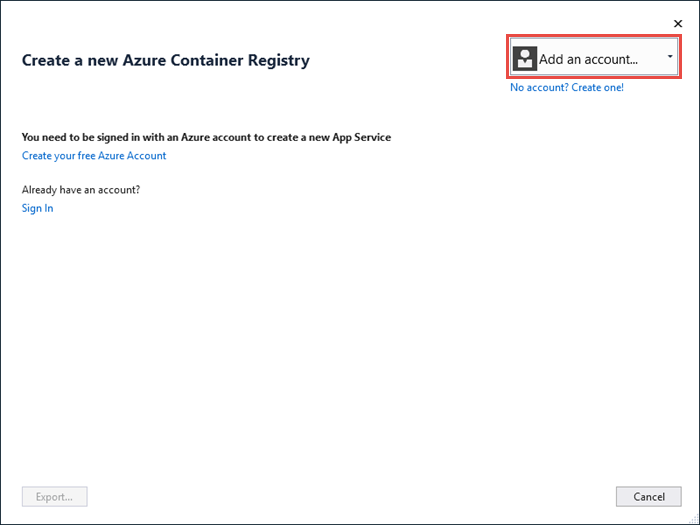 Create a new Azure Container Registry
Add an account...
No account? Create one!
You need to be signed in with an Azure account to create a new App Service
Create your free Azure Account
Already have an account?
Sign In
Export...
Cancel